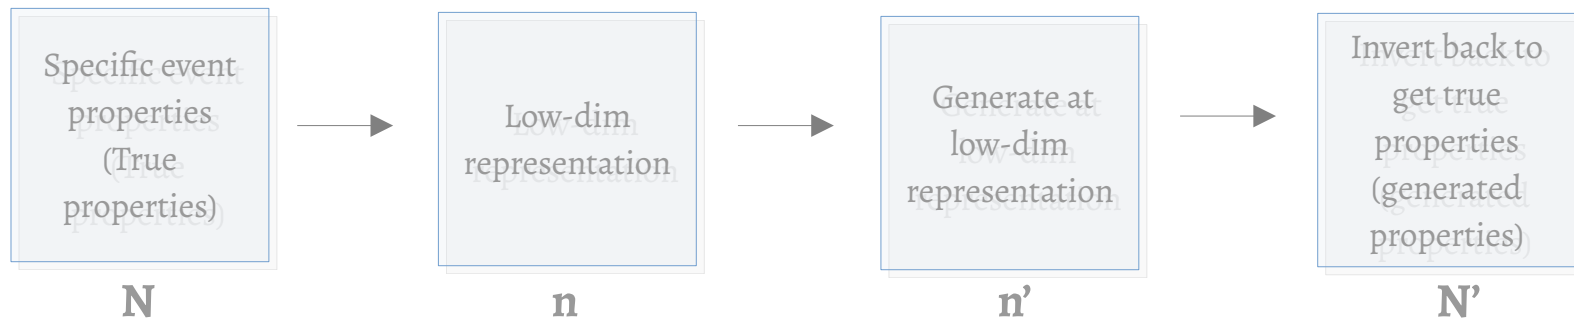 Specific event
properties
(True
properties)
N
Low-dim
representation
n
Generate at
low-dim
representation
n’
Invert back to
get true
properties
(generated
properties)
N’